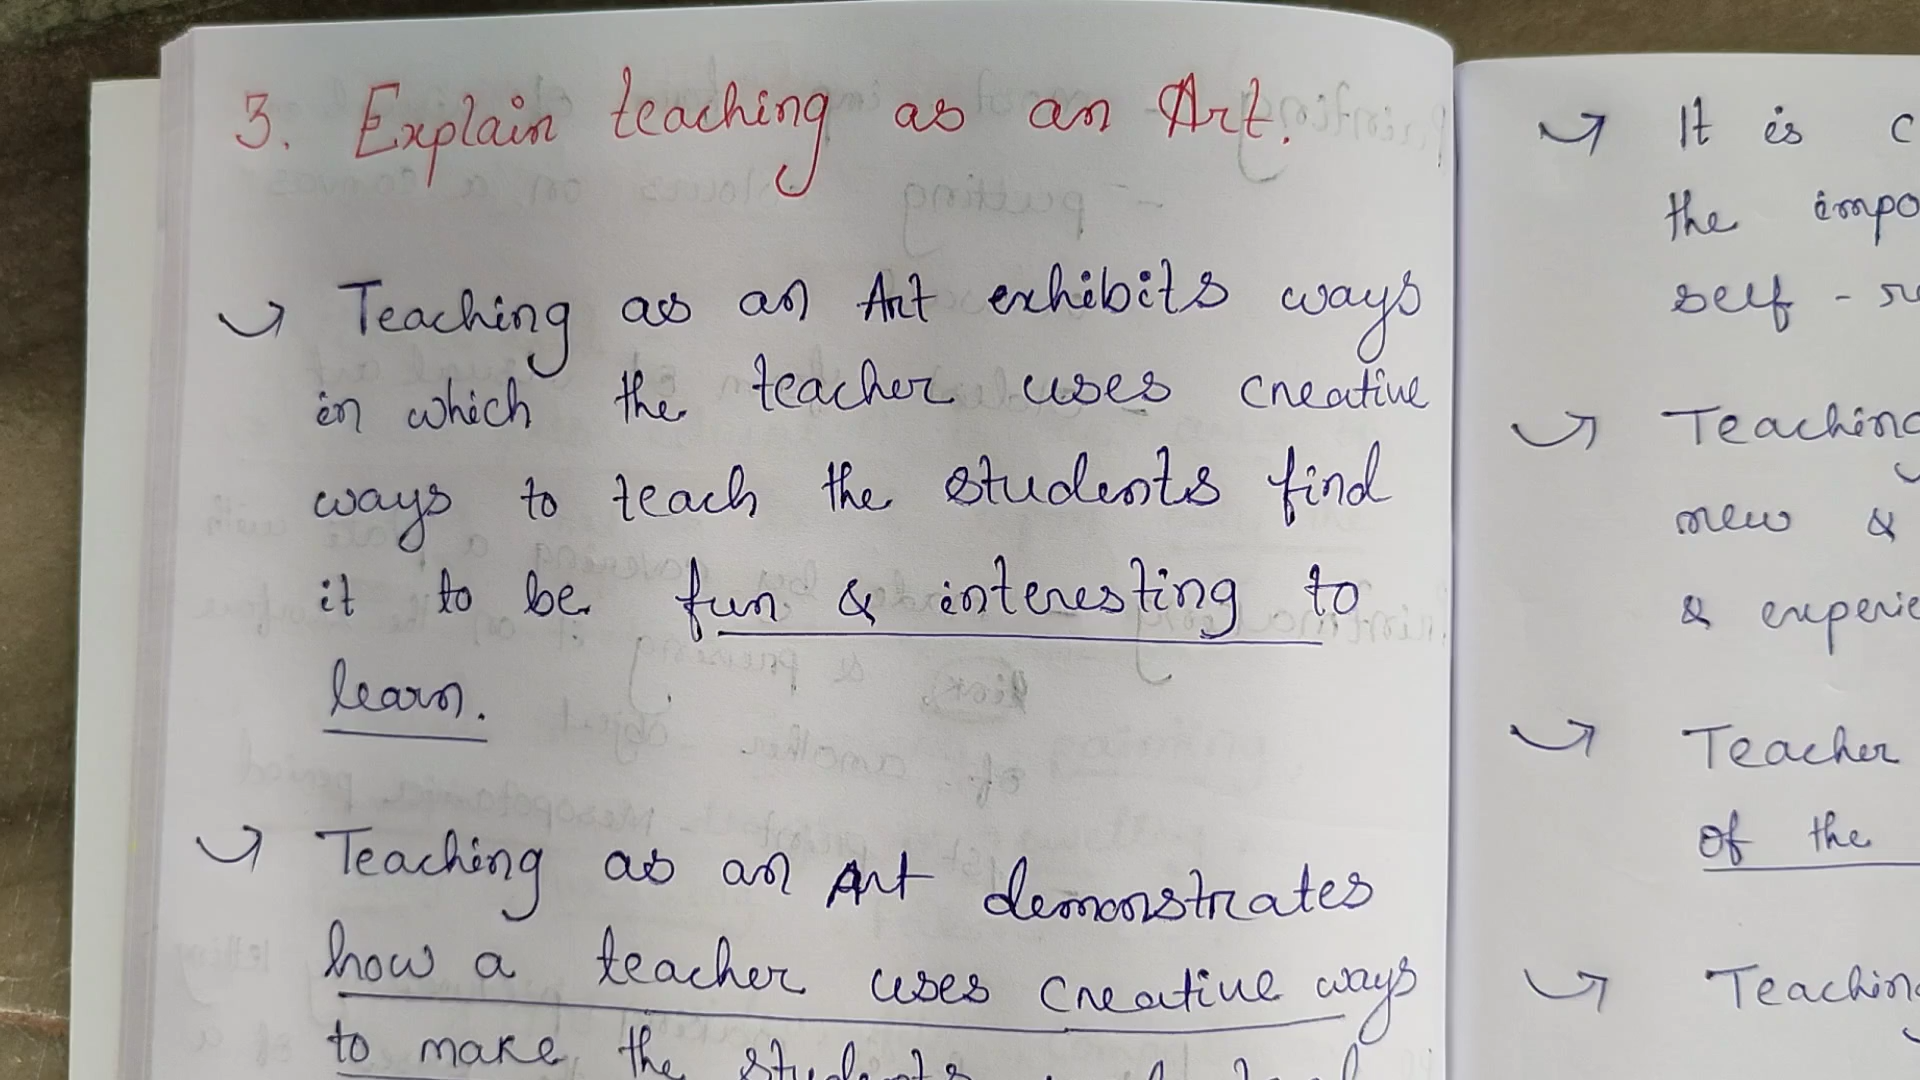 3. Explain teaching as an Art.
Teaching as an Art exhibits ways
in which the teacher uses creative
ways to teach the students find
it to be fun & interesting to
learn.
Teaching as an Art demonstrates
how a teacher uses creative ways
to make the students
It is
the
self -
Teaching
new &
&
Teacher
of the
Teaching